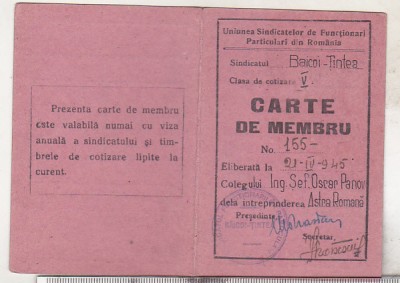 Prezenta carte de membru
este valabilă numai cu viza
anuală a sindicatului și tim-
brele de cotizare lipite la
curent.
Uniunea Sindicatelor de Funcționari
Particulari din România
Sindicatul Băicoi-Țintea
Clasa de cotizare V.
CARTE
DE MEMBRU
No. 155-
Eliberată la 21-IV-945
Colegului Ing. Șef. Oscar Panov
dela întreprinderea Astra Română
Președinte,
Secretar,